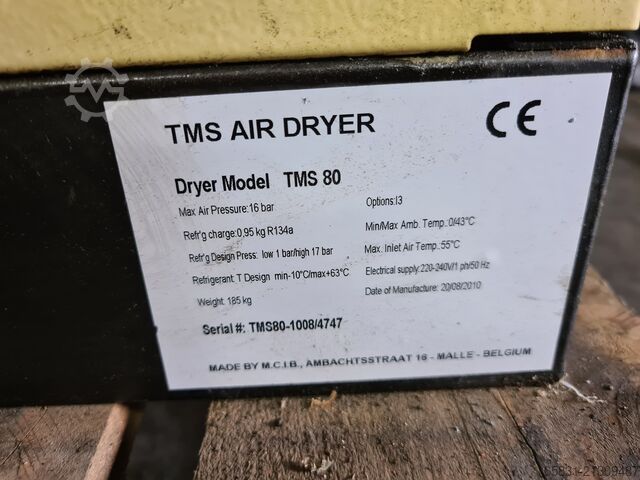 TMS AIR DRYER
CE
Dryer Model TMS 80
Max Air Pressure:16 bar
Options:I3
Refr'g charge:0,95 kg R134a
Min/Max Amb. Temp.:0/43°C
Refr'g Design Press: low 1 bar/high 17 bar
Max. Inlet Air Temp.:55°C
Refrigerant: T Design min-10°C/max+63°C
Electrical supply:220-240V/1 ph/50 Hz
Weight: 185 kg
Date of Manufacture: 20/08/2010
Serial #: TMS80-1008/4747
MADE BY M.C.I.B., AMBACHTSSTRAAT 16 - MALLE - BELGIUM